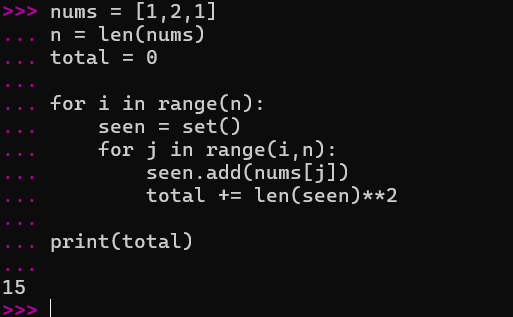 >>> nums = [1,2,1]
... n = len(nums)
... total = 0
...
... for i in range(n):
...     seen = set()
...     for j in range(i,n):
...         seen.add(nums[j])
...         total += len(seen)**2
...
... print(total)
...
15
>>>